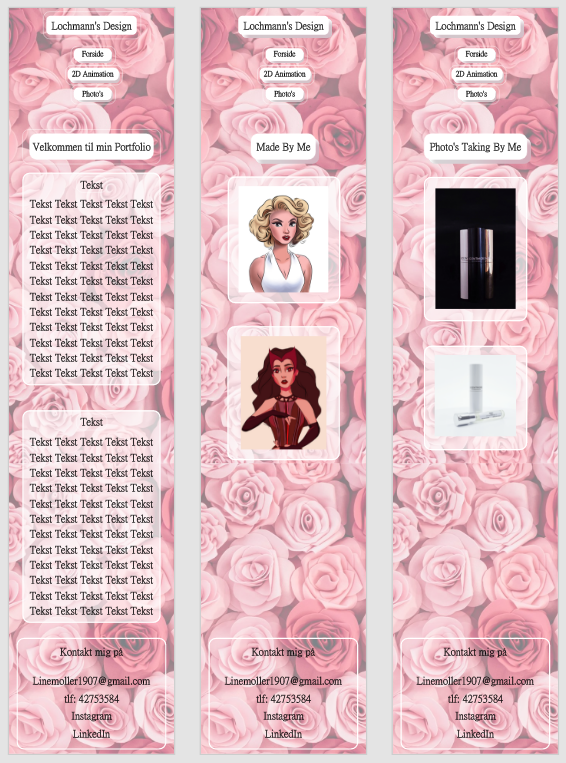 Lochmann's Design
Forside
2D Animation
Photo's
Velkommen til min Portfolio
Tekst
Tekst Tekst Tekst Tekst Tekst
Tekst Tekst Tekst Tekst Tekst
Tekst Tekst Tekst Tekst Tekst
Tekst Tekst Tekst Tekst Tekst
Tekst Tekst Tekst Tekst Tekst
Tekst Tekst Tekst Tekst Tekst
Tekst Tekst Tekst Tekst Tekst
Tekst Tekst Tekst Tekst Tekst
Tekst Tekst Tekst Tekst Tekst
Tekst Tekst Tekst Tekst Tekst
Tekst Tekst Tekst Tekst Tekst
Tekst Tekst Tekst Tekst Tekst
Tekst
Tekst Tekst Tekst Tekst Tekst
Tekst Tekst Tekst Tekst Tekst
Tekst Tekst Tekst Tekst Tekst
Tekst Tekst Tekst Tekst Tekst
Tekst Tekst Tekst Tekst Tekst
Tekst Tekst Tekst Tekst Tekst
Tekst Tekst Tekst Tekst Tekst
Tekst Tekst Tekst Tekst Tekst
Tekst Tekst Tekst Tekst Tekst
Tekst Tekst Tekst Tekst Tekst
Tekst Tekst Tekst Tekst Tekst
Tekst Tekst Tekst Tekst Tekst
Kontakt mig på
Linemoller1907@gmail.com
tlf: 42753584
Instagram
LinkedIn
Lochmann's Design
Forside
2D Animation
Photo's
Made By Me
Kontakt mig på
Linemoller1907@gmail.com
tlf: 42753584
Instagram
LinkedIn
Lochmann's Design
Forside
2D Animation
Photo's
Photo's Taking By Me
Kontakt mig på
Linemoller1907@gmail.com
tlf: 42753584
Instagram
LinkedIn